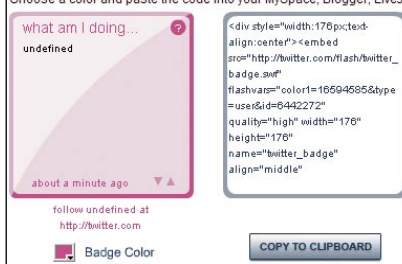 Choose a color and paste the code into your MySpace, Blogger, Lives
what am I doing...
?
undefined
about a minute ago
follow undefined at
http://twitter.com
Badge Color
<div style="width:176px;text-
align:center"><embed
src="http://twitter.com/flash/twitter_
badge.swf"
flashvars="color1=16594585&type
=user&id=6442272"
quality="high" width="176"
height="176"
name="twitter_badge"
align="middle"
COPY TO CLIPBOARD